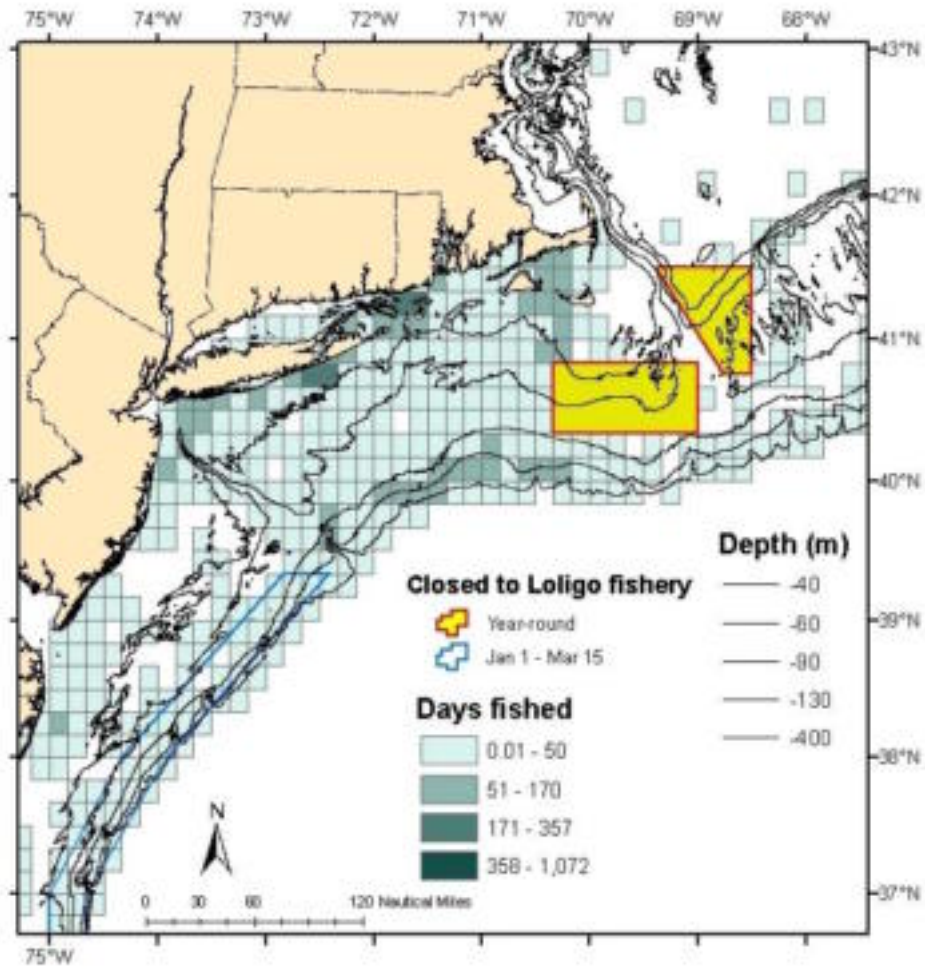 75°W 74°W 73°W 72°W 71°W 70°W 69°W 68°W
43°N
42°N
41°N
40°N
39°N
38°N
37°N
Depth (m)
-40
-60
-80
-130
-400
Closed to Loligo fishery
Year-round
Jan 1 - Mar 15
Days fished
0.01 - 50
51 - 170
171 - 357
358 - 1,072
N
0 30 60 120 Nautical Miles
75°W